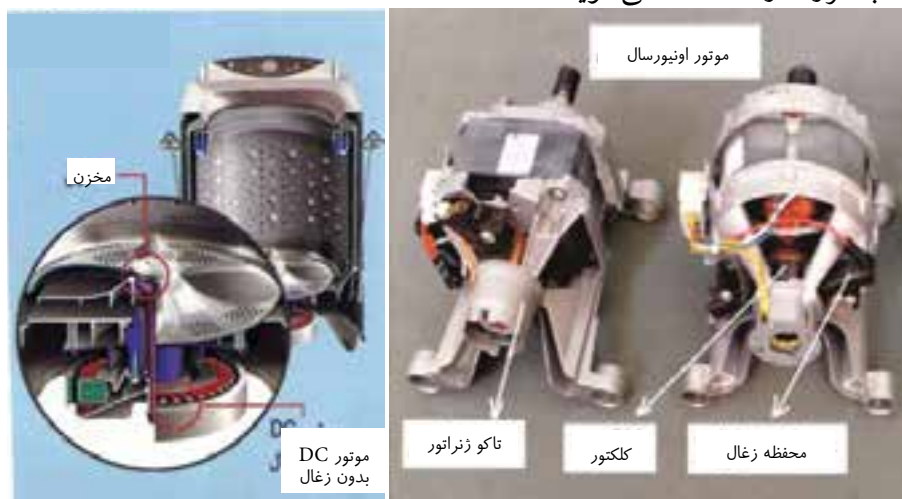 موتور اونیورسال
مخزن
موتور DC
بدون زغال
تاکو ژنراتور
کلکتور
محفظه زغال